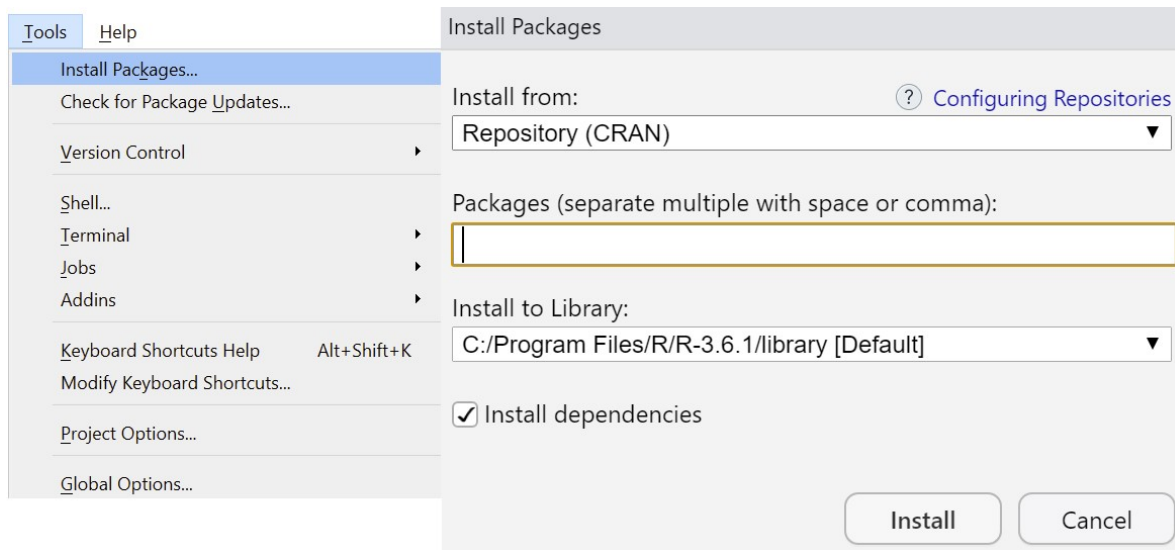 Tools Help
Install Packages...
Check for Package Updates...
Version Control
Shell...
Terminal
Jobs
Addins
Keyboard Shortcuts Help Alt+Shift+K
Modify Keyboard Shortcuts...
Project Options...
Global Options...
Install Packages
Install from:
? Configuring Repositories
Repository (CRAN)
Packages (separate multiple with space or comma):
Install to Library:
C:/Program Files/R/R-3.6.1/library [Default]
Install dependencies
Install Cancel